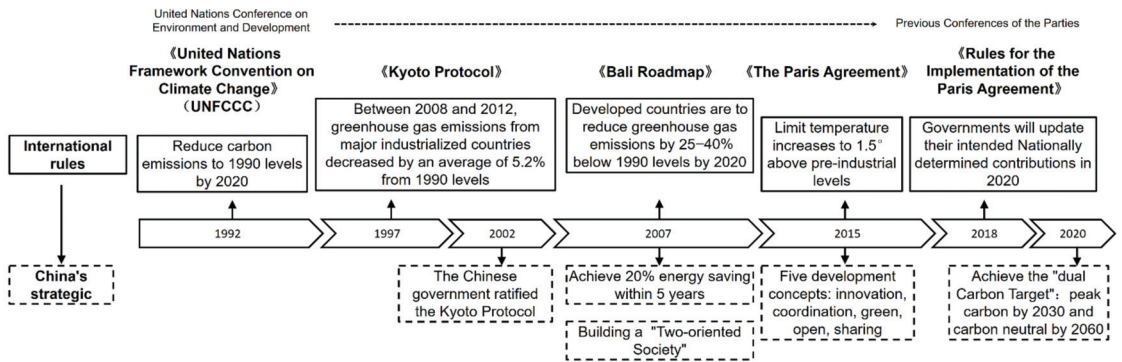 United Nations Conference on
Environment and Development
Previous Conferences of the Parties
《United Nations
Framework Convention on
Climate Change》
（UNFCCC）
《Kyoto Protocol》
《Bali Roadmap》
《The Paris Agreement》
《Rules for the
Implementation of the
Paris Agreement》
International
rules
Reduce carbon
emissions to 1990 levels
by 2020
Between 2008 and 2012,
greenhouse gas emissions from
major industrialized countries
decreased by an average of 5.2%
from 1990 levels
Developed countries are to
reduce greenhouse gas
emissions by 25–40%
below 1990 levels by 2020
Limit temperature
increases to 1.5°
above pre-industrial
levels
Governments will update
their intended Nationally
determined contributions in
2020
1992
1997
2002
2007
2015
2018
2020
China's
strategic
The Chinese
government ratified
the Kyoto Protocol
Achieve 20% energy saving
within 5 years
Building a "Two-oriented
Society"
Five development
concepts: innovation,
coordination, green,
open, sharing
Achieve the "dual
Carbon Target"：peak
carbon by 2030 and
carbon neutral by 2060